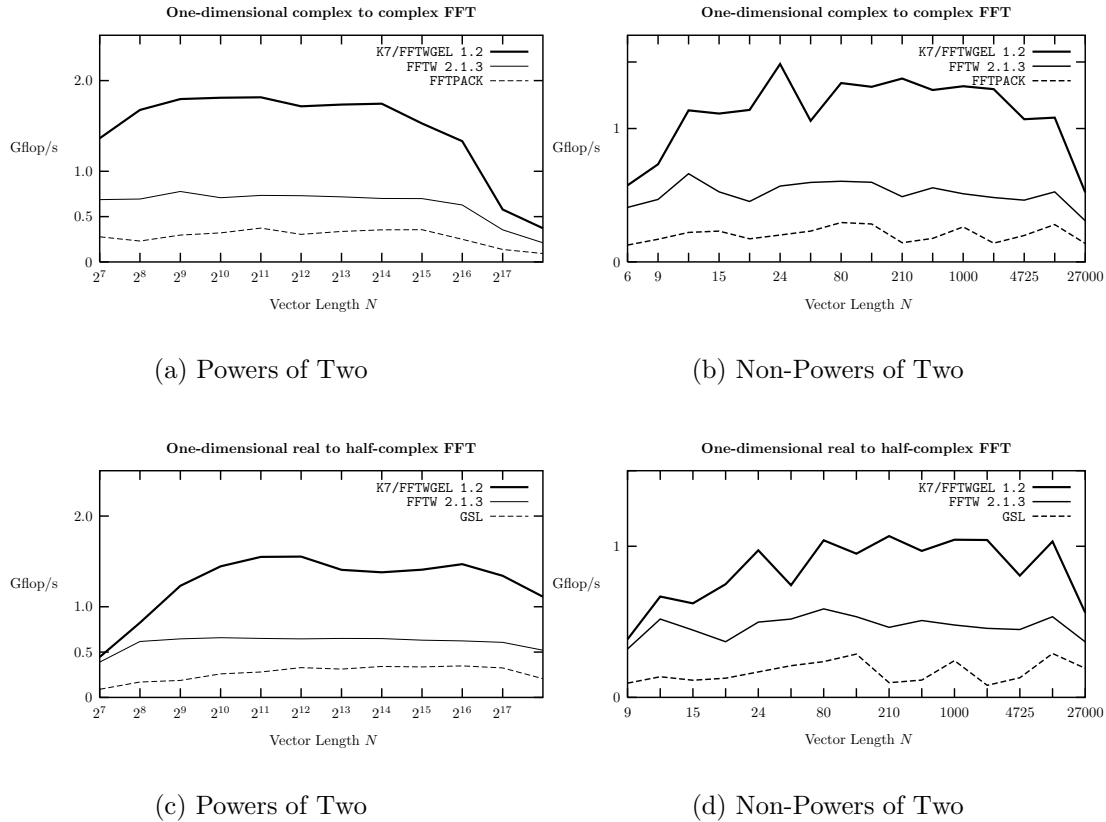 One-dimensional complex to complex FFT
K7/FFTWGEL 1.2
FFTW 2.1.3
FFTPACK
2.0
Gflop/s
1.0
0.5
0
2^7 2^8 2^9 2^10 2^11 2^12 2^13 2^14 2^15 2^16 2^17
Vector Length N
(a) Powers of Two
One-dimensional complex to complex FFT
K7/FFTWGEL 1.2
FFTW 2.1.3
FFTPACK
1
Gflop/s
0
6 9 15 24 80 210 1000 4725 27000
Vector Length N
(b) Non-Powers of Two
One-dimensional real to half-complex FFT
K7/FFTWGEL 1.2
FFTW 2.1.3
GSL
2.0
Gflop/s
1.0
0.5
0
2^7 2^8 2^9 2^10 2^11 2^12 2^13 2^14 2^15 2^16 2^17
Vector Length N
(c) Powers of Two
One-dimensional real to half-complex FFT
K7/FFTWGEL 1.2
FFTW 2.1.3
GSL
1
Gflop/s
0
9 15 24 80 210 1000 4725 27000
Vector Length N
(d) Non-Powers of Two